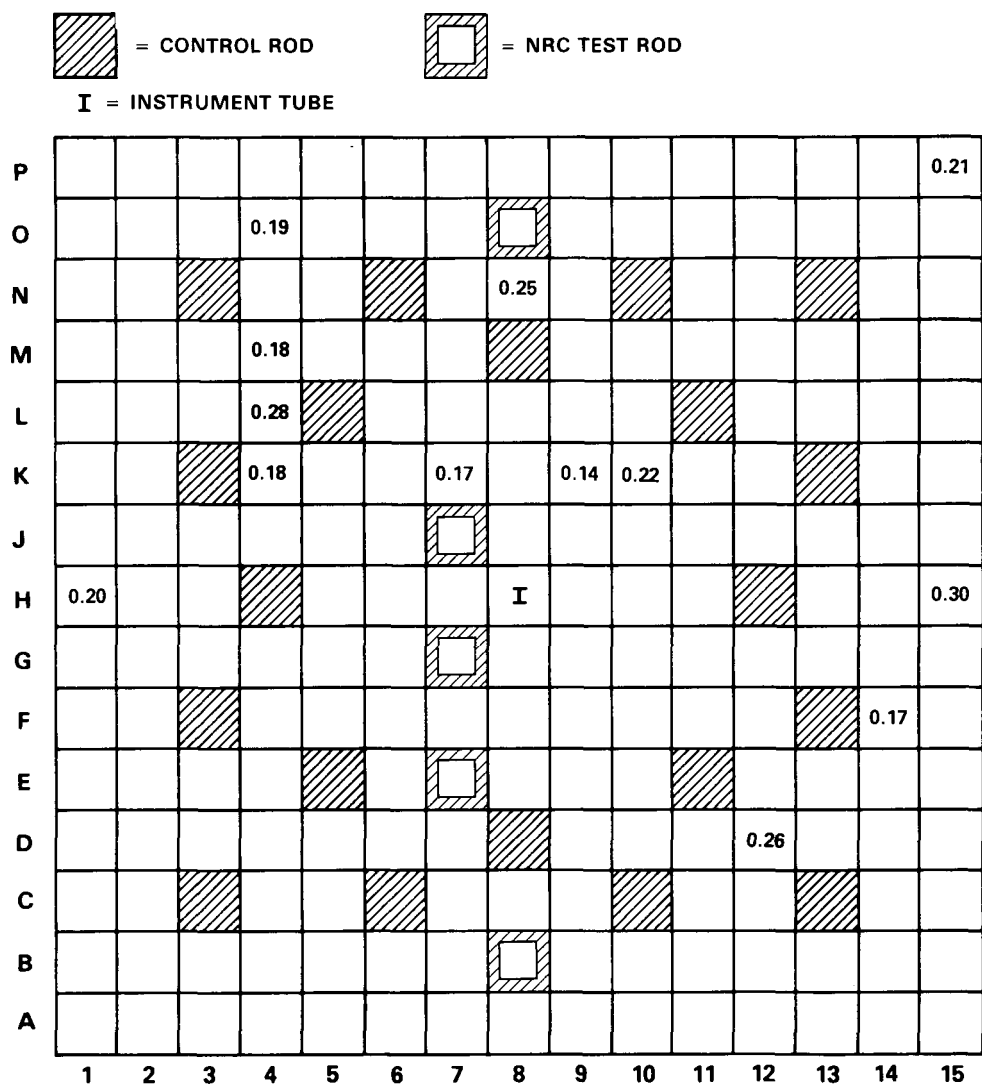 = CONTROL ROD = NRC TEST ROD
I = INSTRUMENT TUBE
P 0.21
O 0.19
N 0.25
M 0.18
L 0.28
K 0.18 0.17 0.14 0.22
J
H 0.20 I 0.30
G
F 0.17
E
D 0.26
C
B
A
1 2 3 4 5 6 7 8 9 10 11 12 13 14 15